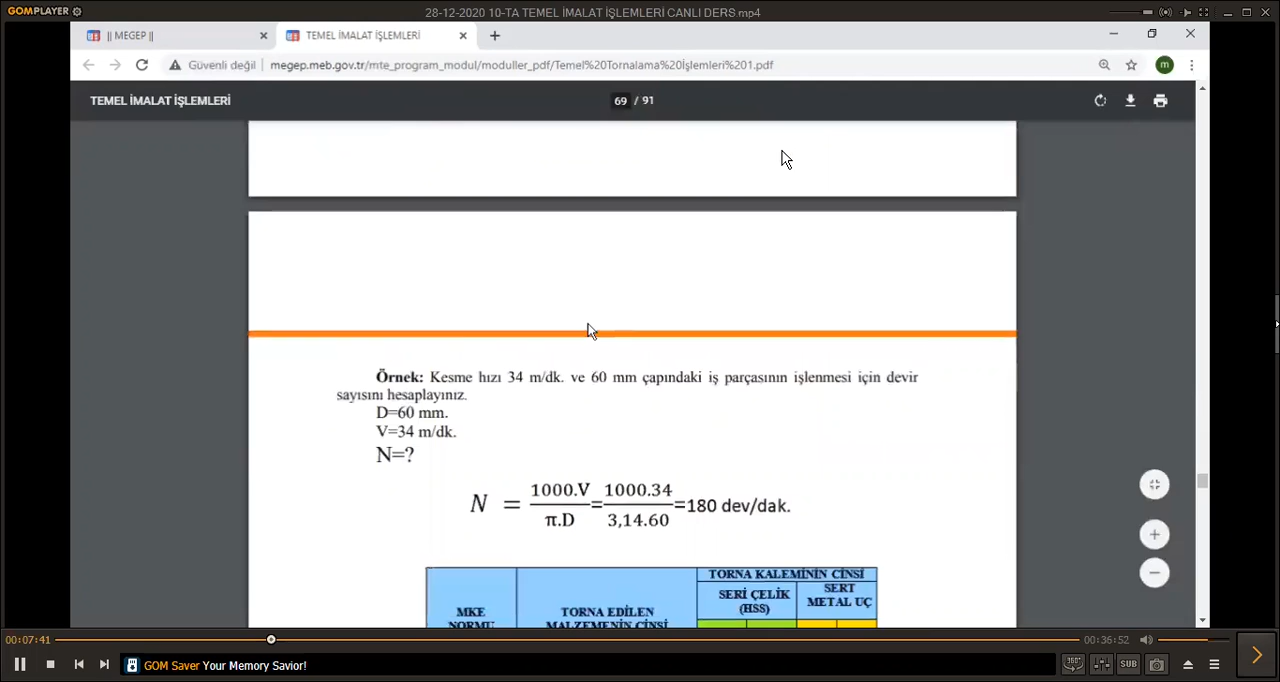 GOMPLAYER
28-12-2020 10-TA TEMEL İMALAT İŞLEMLERİ CANLI DERS.mp4
|| MEGEP ||
TEMEL İMALAT İŞLEMLERİ
Güvenli değil | megep.meb.gov.tr/mte_program_modul/moduller_pdf/Temel%20Tornalama%20İşlemleri%201.pdf
m
TEMEL İMALAT İŞLEMLERİ
69 / 91
Örnek: Kesme hızı 34 m/dk. ve 60 mm çapındaki iş parçasının işlenmesi için devir
sayısını hesaplayınız.
D=60 mm.
V=34 m/dk.
N=?
N = 1000.V/π.D=1000.34/3,14.60=180 dev/dak.
TORNA KALEMİNİN CİNSİ
SERİ ÇELİK
(HSS)
SERT
METAL UÇ
MKE
NORMU
TORNA EDİLEN
MALZEMENİN CİNSİ
00:07:41
00:36:52
GOM Saver Your Memory Savior!
360°
SUB